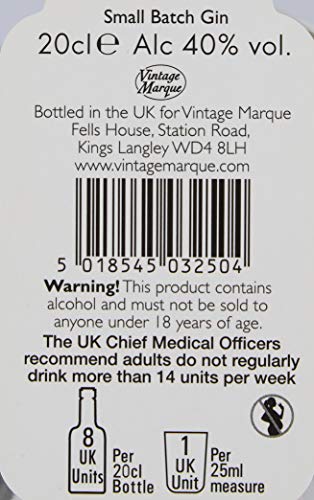 Small Batch Gin
20cl ℮ Alc 40% vol.
Vintage
Marque
Bottled in the UK for Vintage Marque
Fells House, Station Road,
Kings Langley WD4 8LH
www.vintagemarque.com
5 018545 032504
Warning! This product contains
alcohol and must not be sold to
anyone under 18 years of age.
The UK Chief Medical Officers
recommend adults do not regularly
drink more than 14 units per week
8
UK
Units
Per
20cl
Bottle
1
UK
Unit
Per
25ml
measure